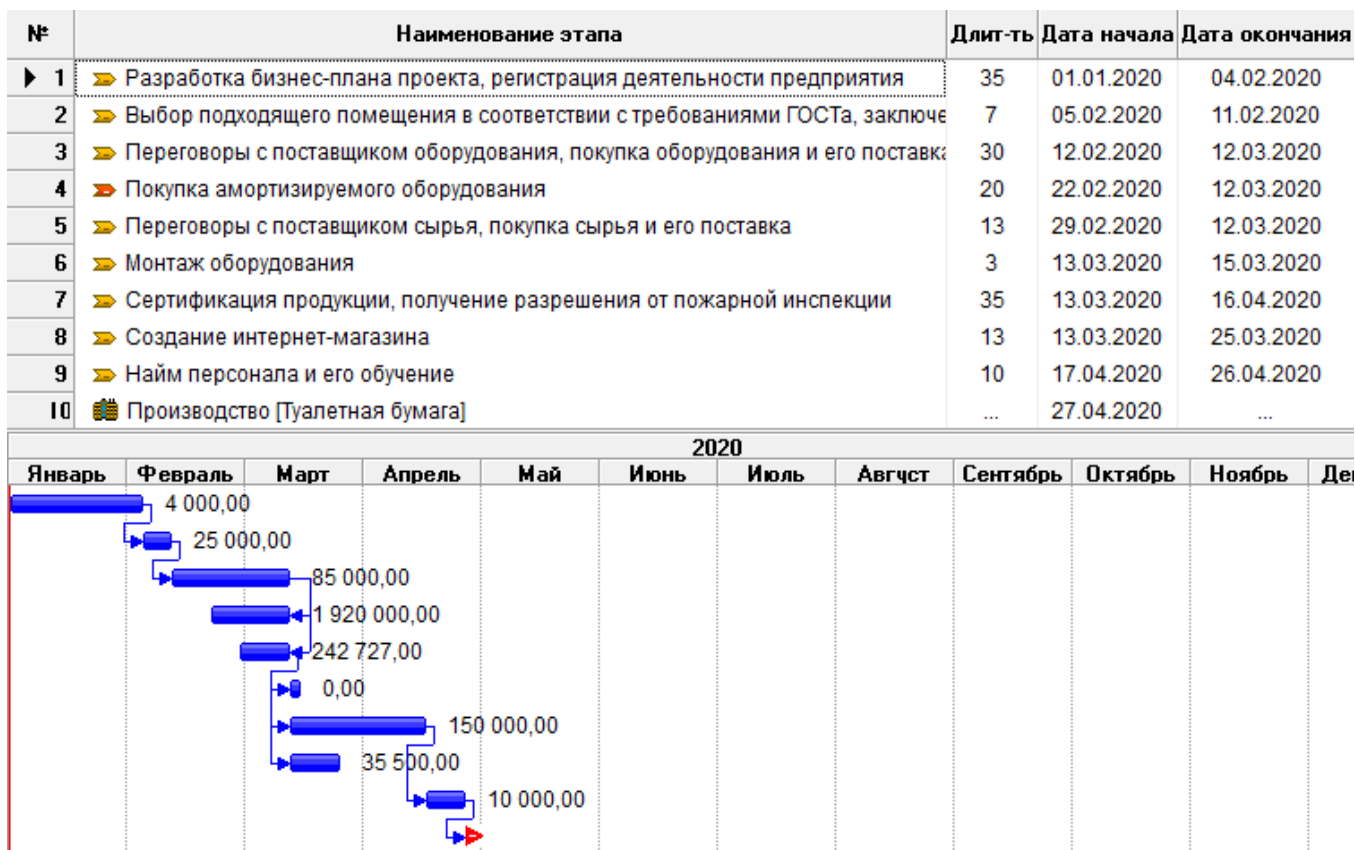 № Наименование этапа Длит-ть Дата начала Дата окончания
1 Разработка бизнес-плана проекта, регистрация деятельности предприятия 35 01.01.2020 04.02.2020
2 Выбор подходящего помещения в соответствии с требованиями ГОСТа, заключе 7 05.02.2020 11.02.2020
3 Переговоры с поставщиком оборудования, покупка оборудования и его поставка 30 12.02.2020 12.03.2020
4 Покупка амортизируемого оборудования 20 22.02.2020 12.03.2020
5 Переговоры с поставщиком сырья, покупка сырья и его поставка 13 29.02.2020 12.03.2020
6 Монтаж оборудования 3 13.03.2020 15.03.2020
7 Сертификация продукции, получение разрешения от пожарной инспекции 35 13.03.2020 16.04.2020
8 Создание интернет-магазина 13 13.03.2020 25.03.2020
9 Найм персонала и его обучение 10 17.04.2020 26.04.2020
10 Производство [Туалетная бумага] ... 27.04.2020 ...
2020
Январь Февраль Март Апрель Май Июнь Июль Август Сентябрь Октябрь Ноябрь Де
4 000,00
25 000,00
85 000,00
1 920 000,00
242 727,00
0,00
150 000,00
35 500,00
10 000,00